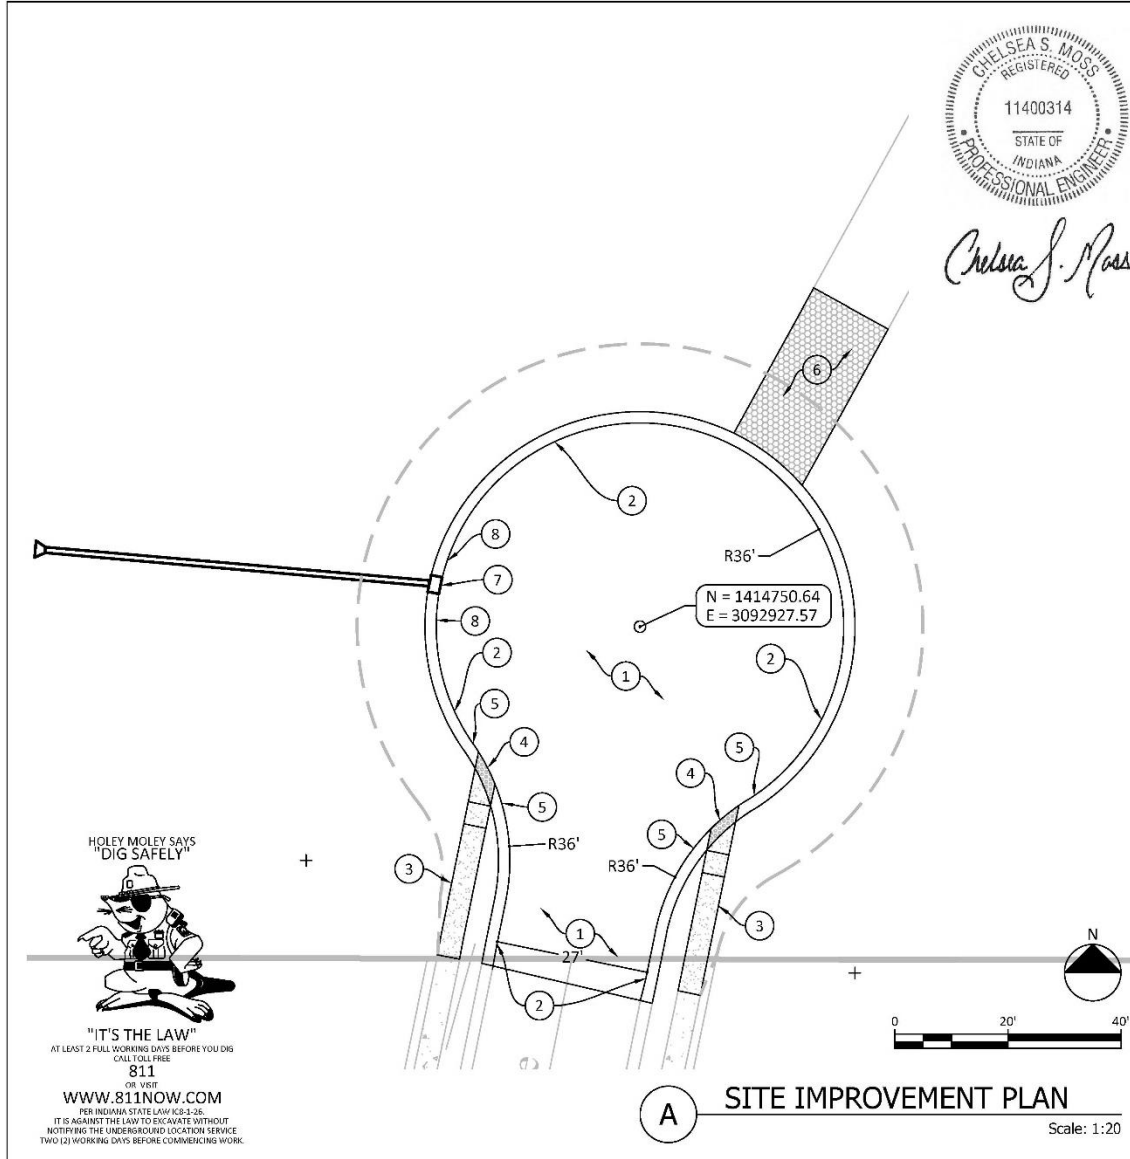 CHELSEA S. MOSS
REGISTERED
11400314
STATE OF
INDIANA
PROFESSIONAL ENGINEER
Chelsea S. Moss
6
2
8
R36'
7
N = 1414750.64
E = 3092927.57
8
2
2
1
5
4
5
4
5
5
R36'
R36'
3
3
1
27'
2
HOLEY MOLEY SAYS
"DIG SAFELY"
"IT'S THE LAW"
AT LEAST 2 FULL WORKING DAYS BEFORE YOU DIG
CALL TOLL FREE
811
OR VISIT
WWW.811NOW.COM
PER INDIANA STATE LAW IC8-1-26.
IT IS AGAINST THE LAW TO EXCAVATE WITHOUT
NOTIFYING THE UNDERGROUND LOCATION SERVICE
TWO (2) WORKING DAYS BEFORE COMMENCING WORK.
N
0 20' 40'
A
SITE IMPROVEMENT PLAN
Scale: 1:20